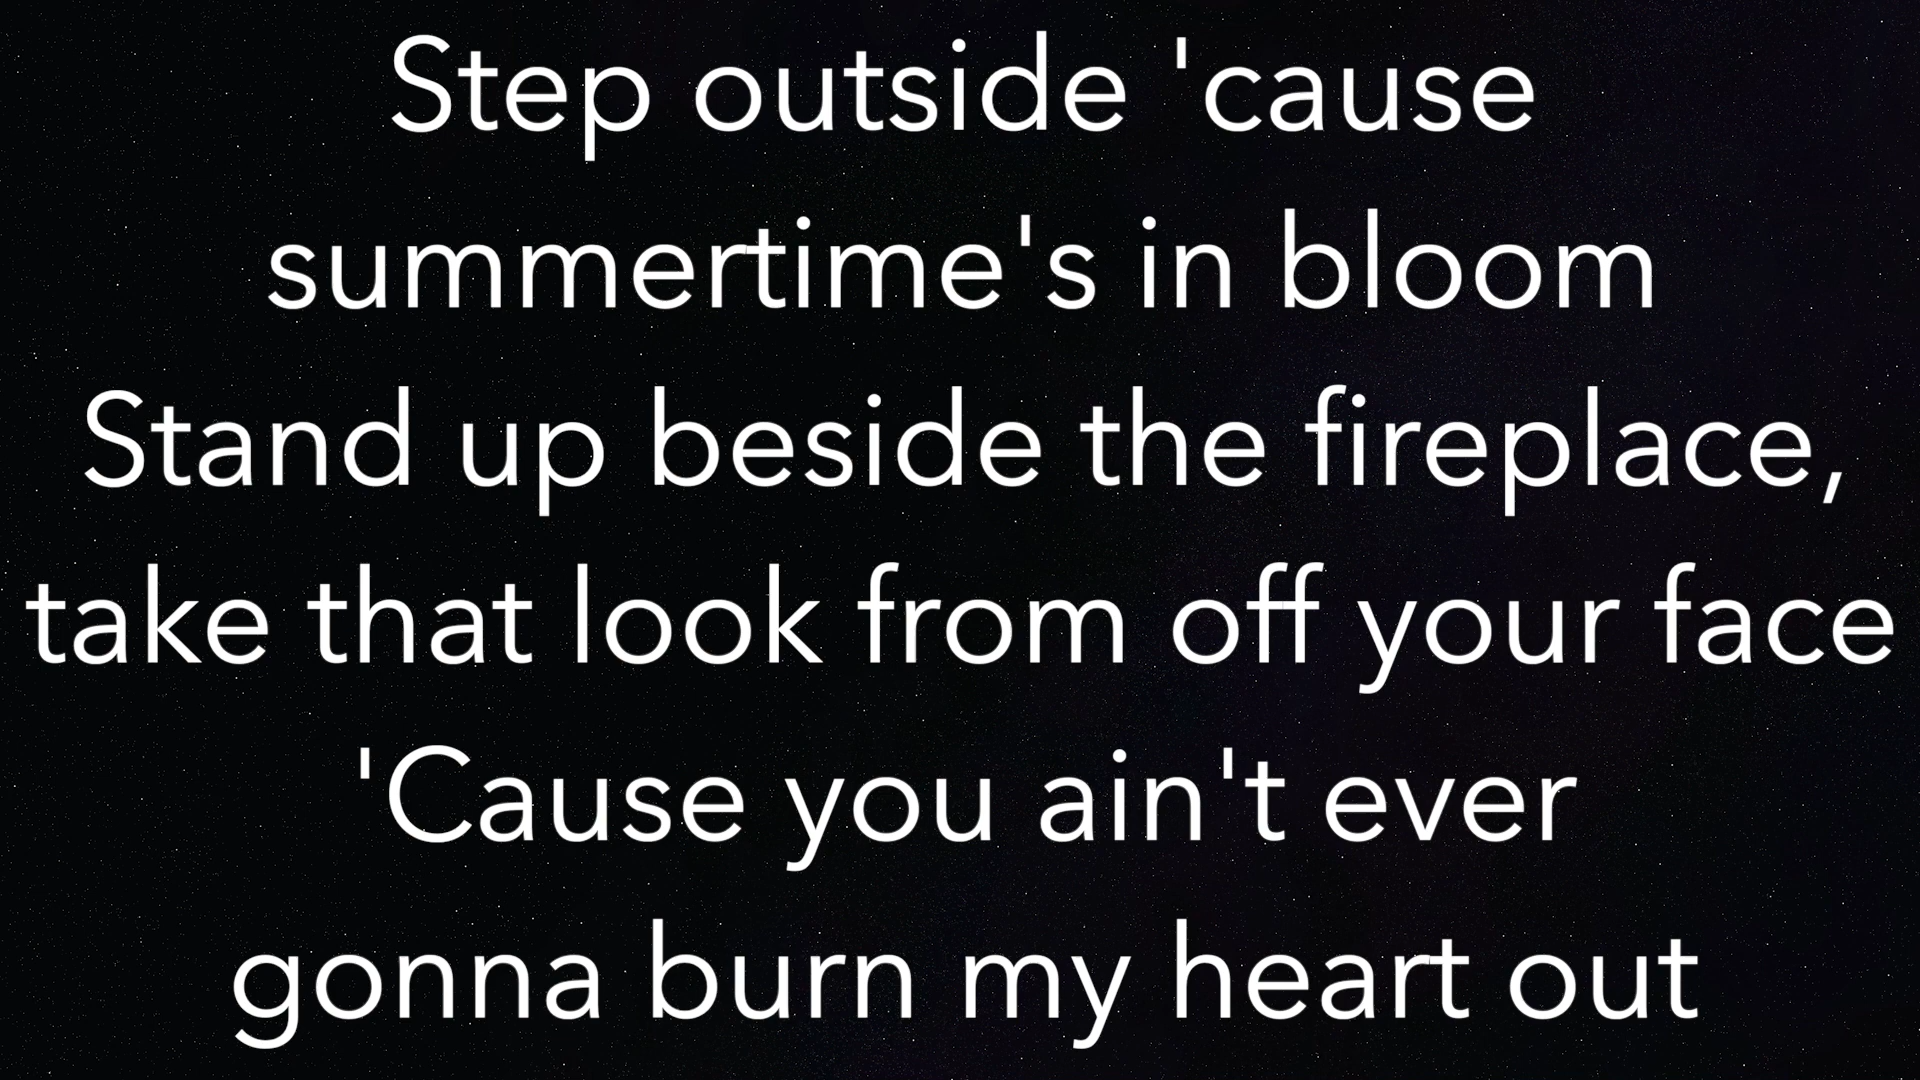 Step outside 'cause
summertime's in bloom
Stand up beside the fireplace,
take that look from off your face
'Cause you ain't ever
gonna burn my heart out